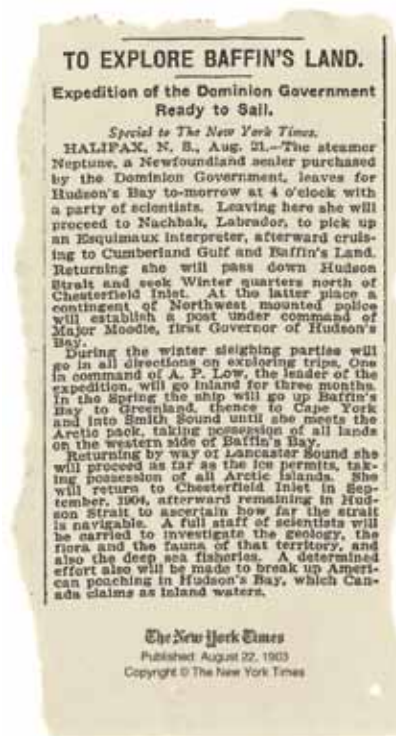 TO EXPLORE BAFFIN'S LAND.
Expedition of the Dominion Government
Ready to Sail.
Special to The New York Times.
HALIFAX, N. S., Aug. 21.—The steamer
Neptune, a Newfoundland sealer purchased
by the Dominion Government, leaves for
Hudson's Bay to-morrow at 4 o'clock with
a party of scientists. Leaving here she will
proceed to Nachbak, Labrador, to pick up
an Esquimaux interpreter, afterward cruis-
ing to Cumberland Gulf and Baffin's Land.
Returning she will pass down Hudson
Strait and seek Winter quarters north of
Chesterfield Inlet. At the latter place a
contingent of Northwest mounted police
will establish a post under command of
Major Moodie, first Governor of Hudson's
Bay.
During the winter sleighing parties will
go in all directions on exploring trips. One
in command of A. P. Low, the leader of the
expedition, will go inland for three months.
In the Spring the ship will go up Baffin's
Bay to Greenland, thence to Cape York
and into Smith Sound until she meets the
Arctic pack, taking possession of all lands
on the western side of Baffin's Bay.
Returning by way of Lancaster Sound she
will proceed as far as the ice permits, tak-
ing possession of all Arctic islands. She
will return to Chesterfield Inlet in Sep-
tember, 1904, afterward remaining in Hud-
son Strait to ascertain how far the strait
is navigable. A full staff of scientists will
be carried to investigate the geology, the
flora and the fauna of that territory, and
also the deep sea fisheries. A determined
effort also will be made to break up Ameri-
can poaching in Hudson's Bay, which Can-
ada claims as inland waters.
The New York Times
Published: August 22, 1903
Copyright © The New York Times